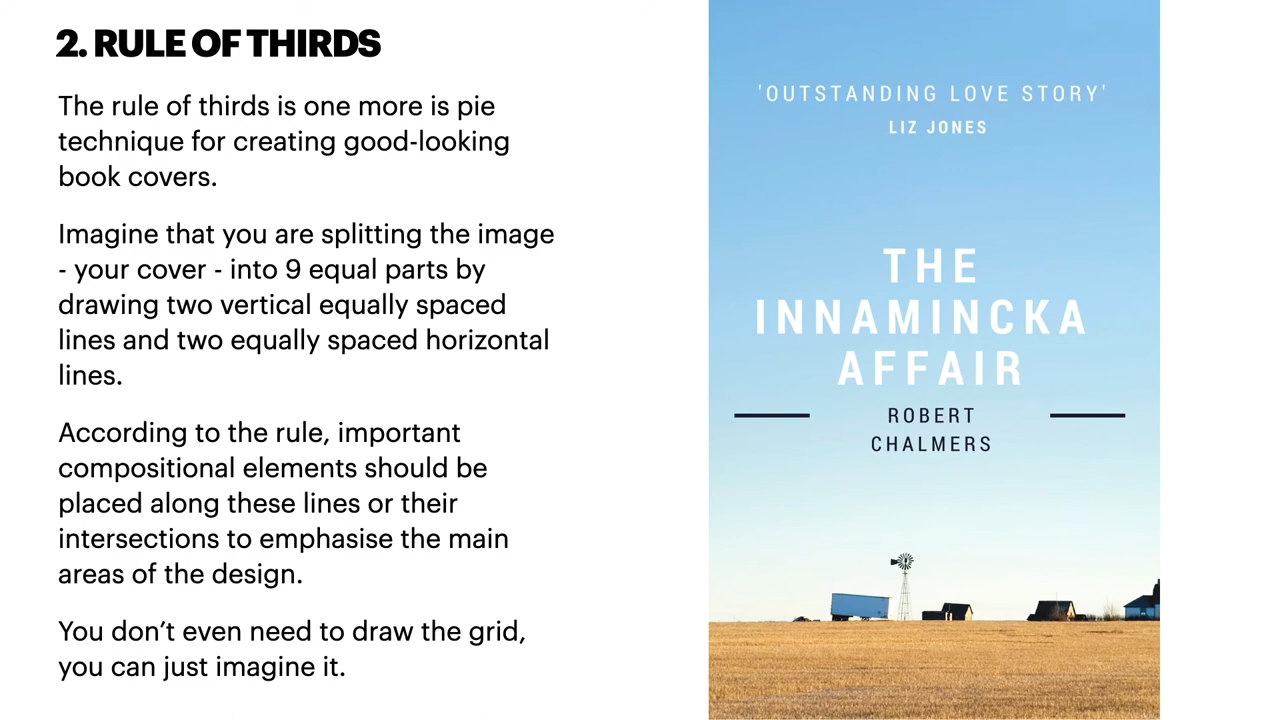 2. RULE OF THIRDS
The rule of thirds is one more is pie
technique for creating good-looking
book covers.
Imagine that you are splitting the image
- your cover - into 9 equal parts by
drawing two vertical equally spaced
lines and two equally spaced horizontal
lines.
According to the rule, important
compositional elements should be
placed along these lines or their
intersections to emphasise the main
areas of the design.
You don’t even need to draw the grid,
you can just imagine it.
'OUTSTANDING LOVE STORY'
LIZ JONES
THE
INNAMINCKA
AFFAIR
ROBERT
CHALMERS